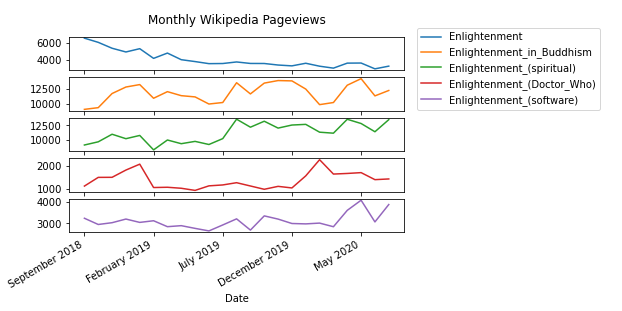 Monthly Wikipedia Pageviews
Enlightenment
Enlightenment_in_Buddhism
Enlightenment_(spiritual)
Enlightenment_(Doctor_Who)
Enlightenment_(software)
6000
4000
12500
10000
12500
10000
2000
1000
4000
3000
September 2018
February 2019
July 2019
December 2019
May 2020
Date